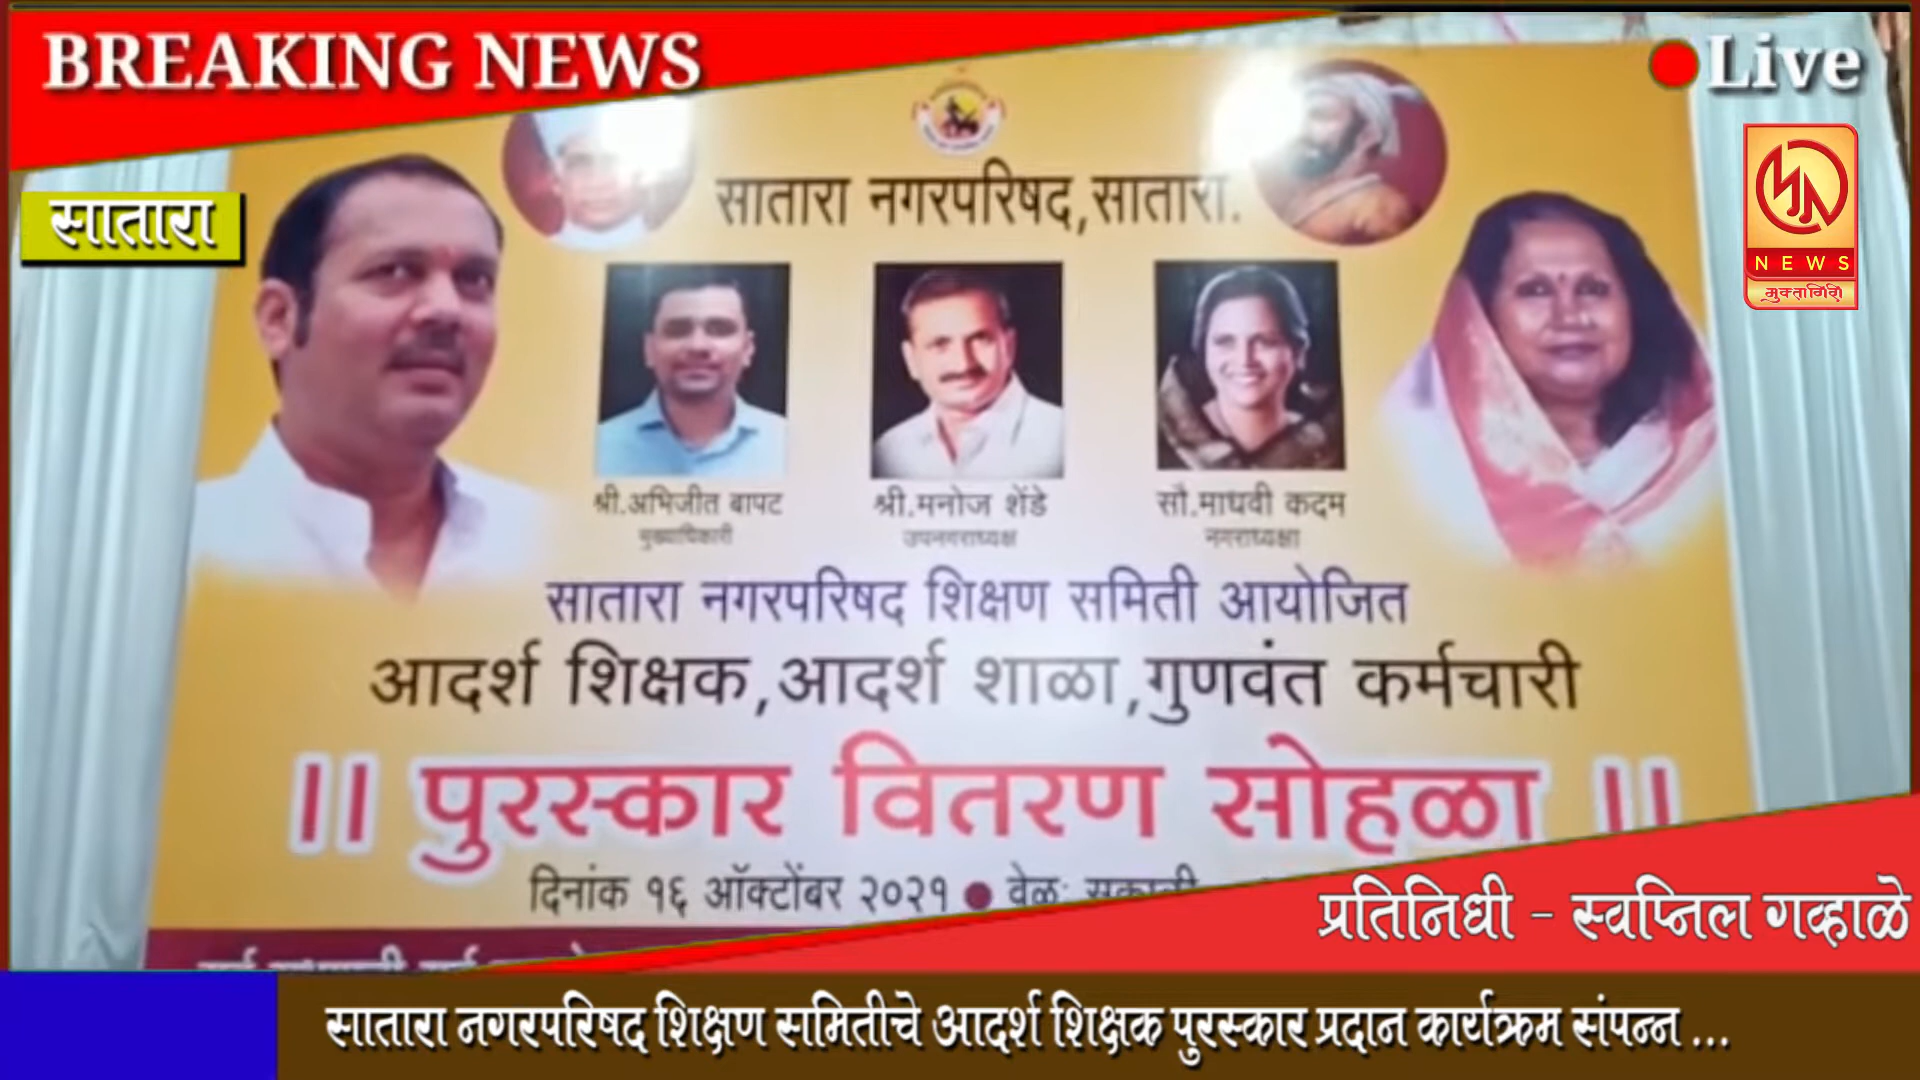 BREAKING NEWS
Live
सातारा
NEWS
मुक्तागिरी
सातारा नगरपरिषद,सातारा.
श्री.अभिजीत बापट
मुख्याधिकारी
श्री.मनोज शेंडे
उपनगराध्यक्ष
सौ.माधवी कदम
नगराध्यक्षा
सातारा नगरपरिषद शिक्षण समिती आयोजित
आदर्श शिक्षक,आदर्श शाळा,गुणवंत कर्मचारी
॥ पुरस्कार वितरण सोहळा ॥
दिनांक १६ ऑक्टोंबर २०२१ ● वेळः सकाळी
प्रतिनिधी - स्वप्निल गव्हाळे
सातारा नगरपरिषद शिक्षण समितीचे आदर्श शिक्षक पुरस्कार प्रदान कार्यक्रम संपन्न ...